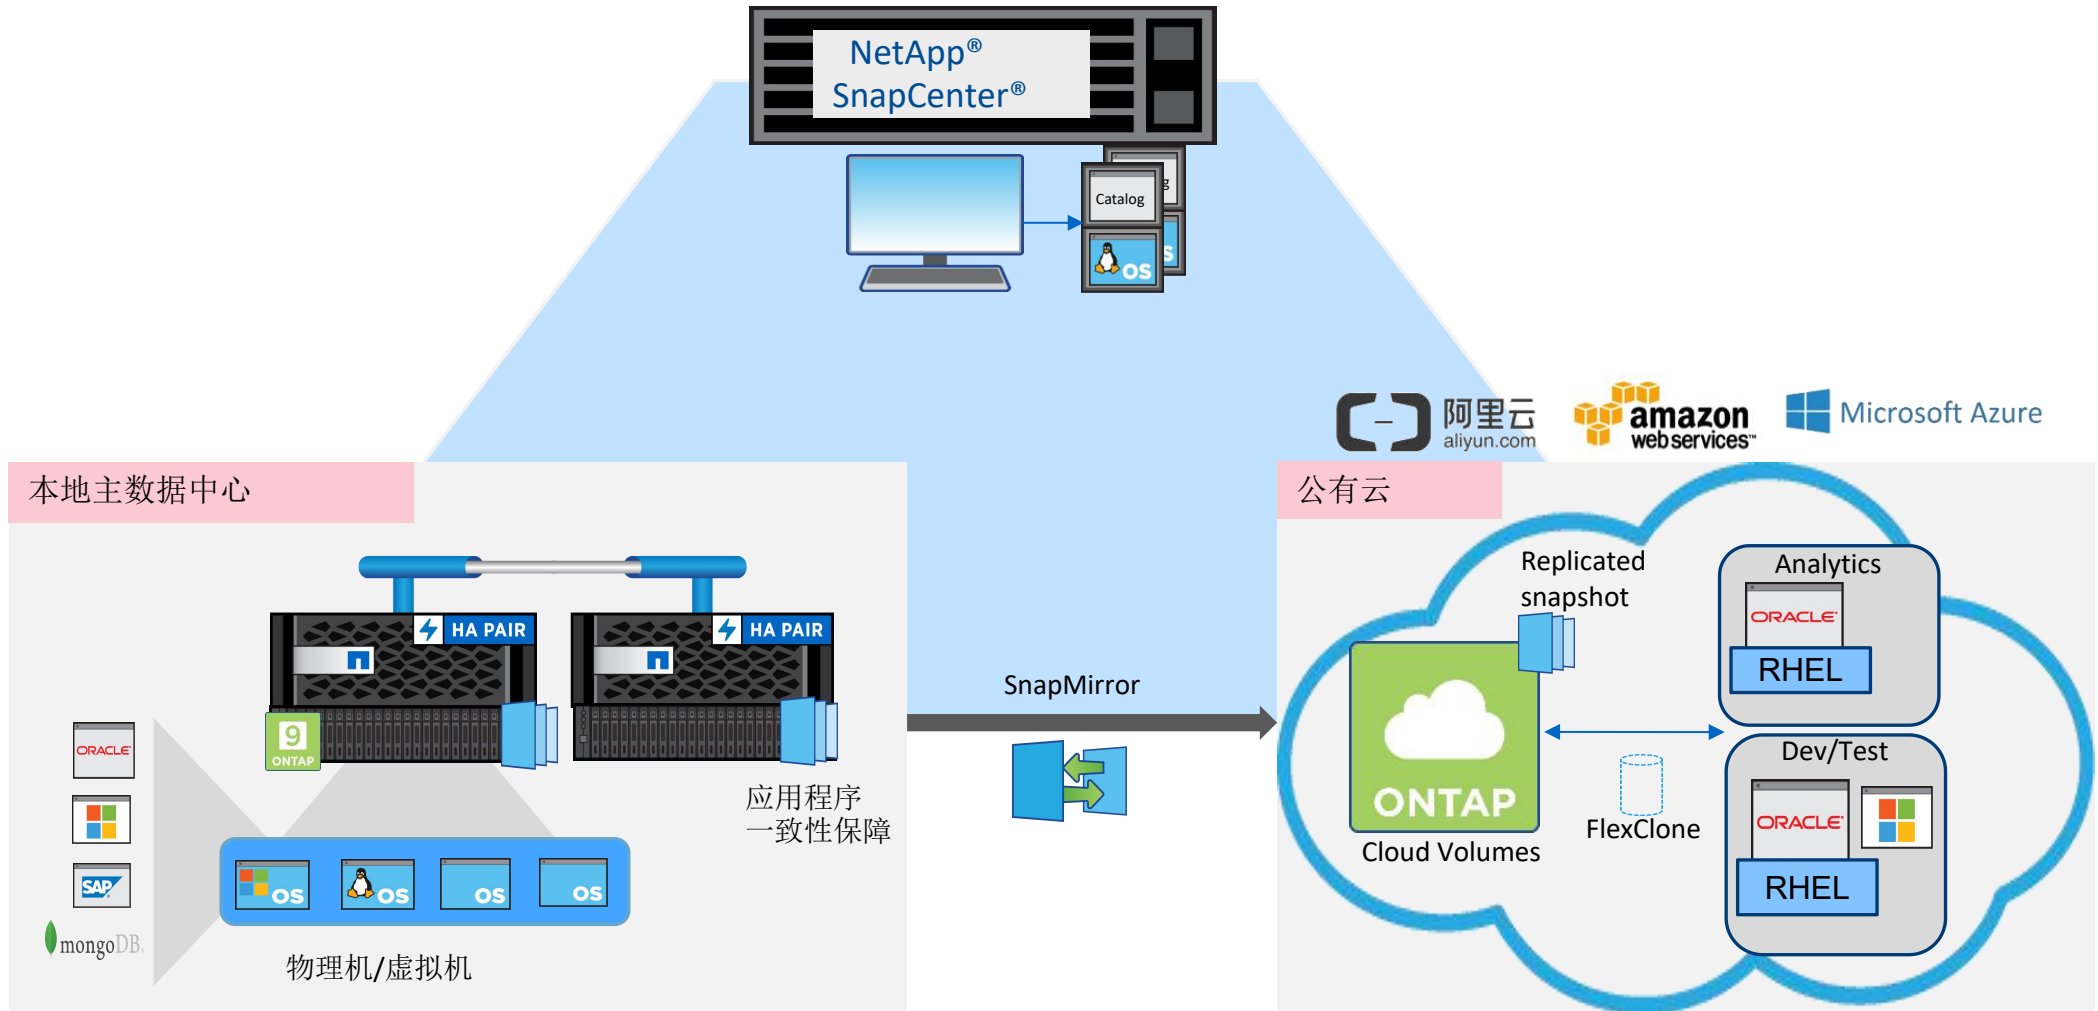 NetApp®
SnapCenter®
Catalog
g
OS
S
阿里云
aliyun.com
amazon
web services™
Microsoft Azure
本地主数据中心
公有云
HA PAIR
HA PAIR
9
ONTAP
ORACLE
SAP
mongoDB.
应用程序
一致性保障
OS
OS
OS
OS
物理机/虚拟机
SnapMirror
Replicated
snapshot
ONTAP
Cloud Volumes
FlexClone
Analytics
ORACLE
RHEL
Dev/Test
ORACLE
RHEL